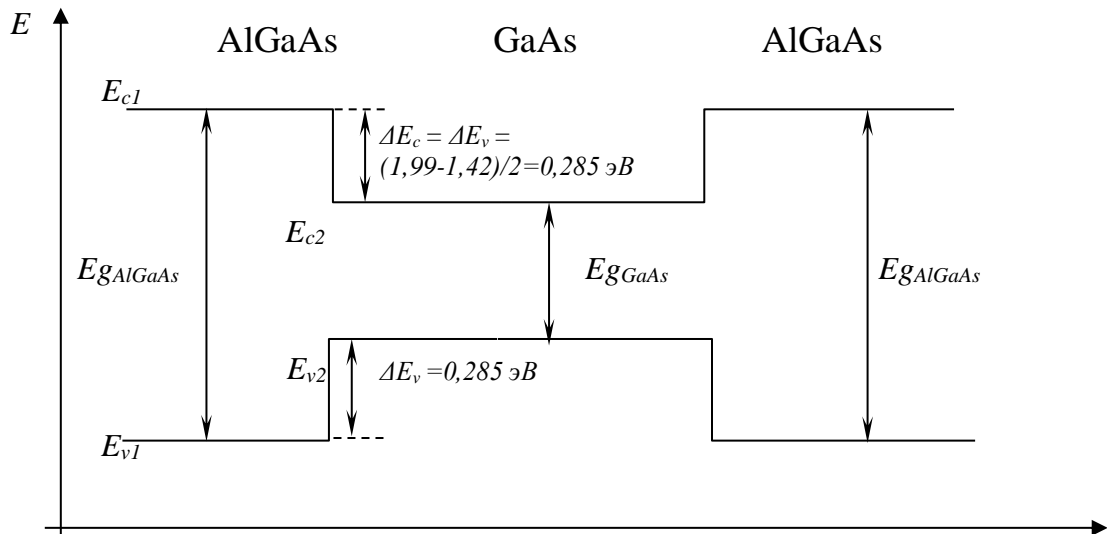 E
AlGaAs GaAs AlGaAs
Ec1
ΔEc = ΔEv =
(1,99-1,42)/2=0,285 эВ
Ec2
EgAlGaAs
EgGaAs
EgAlGaAs
Ev2
ΔEv =0,285 эВ
Ev1